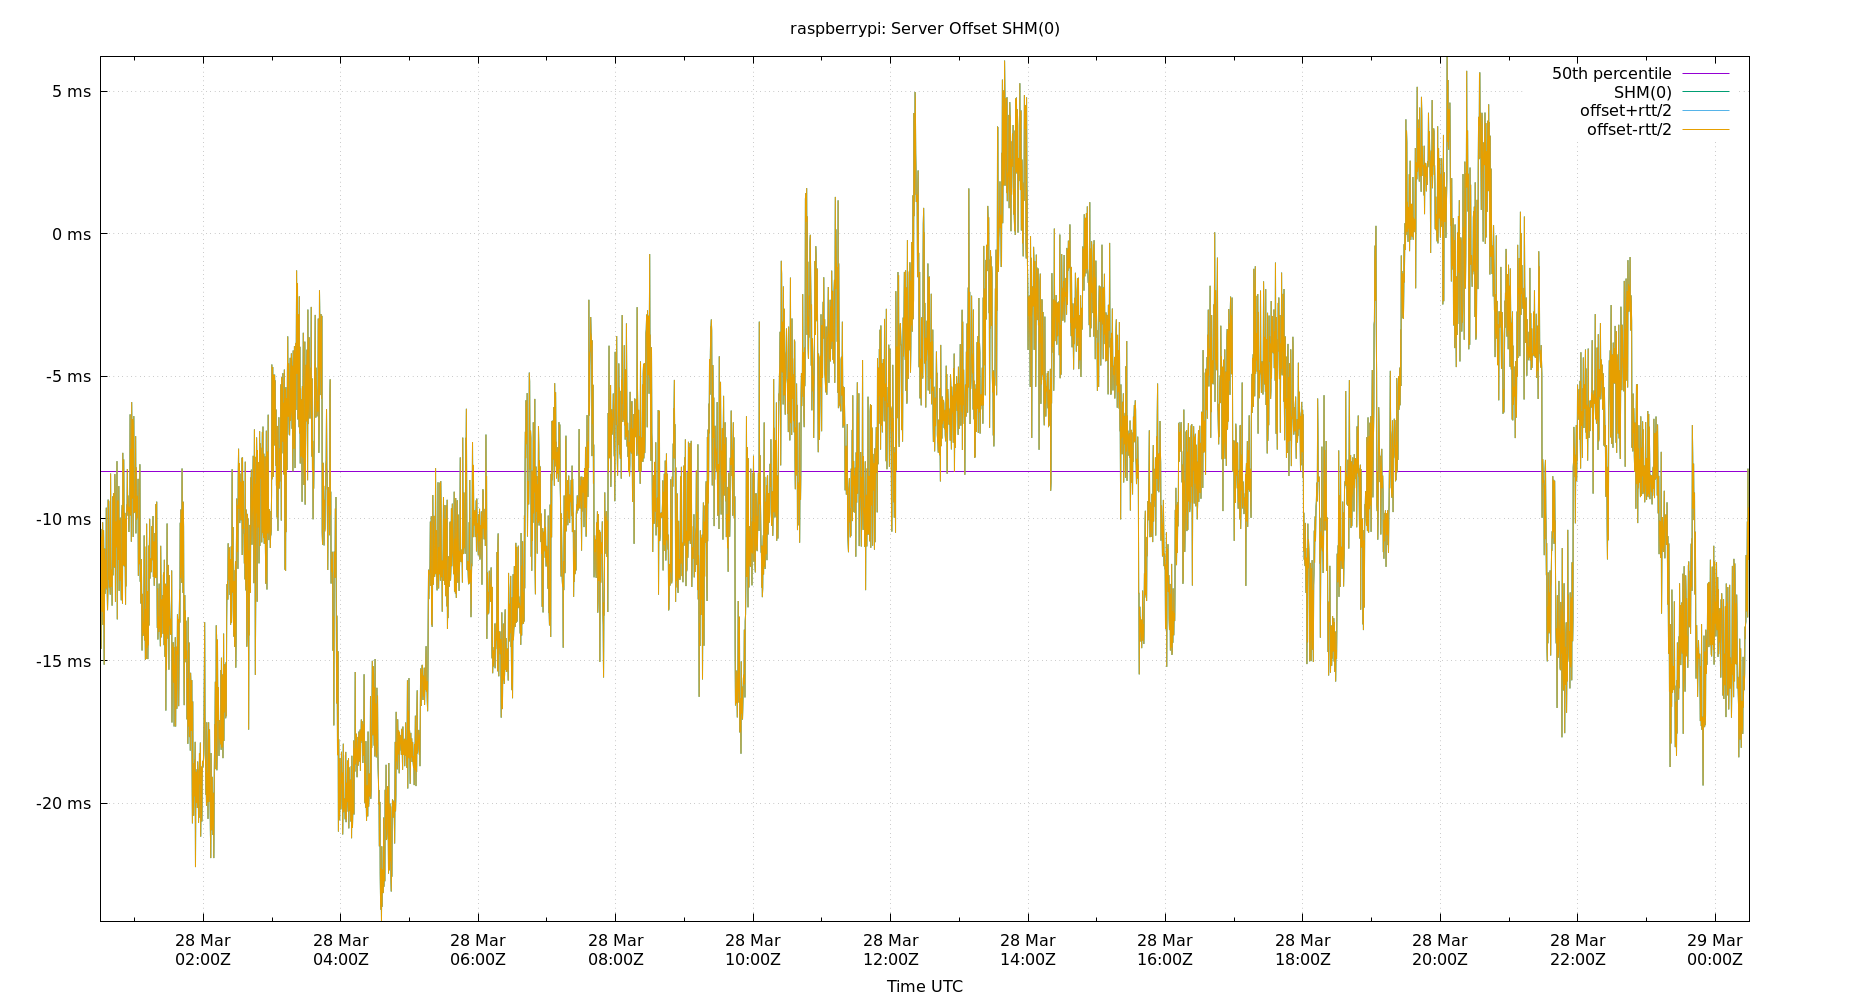 raspberrypi: Server Offset SHM(0)
50th percentile
SHM(0)
offset+rtt/2
offset-rtt/2
5 ms
0 ms
-5 ms
-10 ms
-15 ms
-20 ms
28 Mar 28 Mar 28 Mar 28 Mar 28 Mar 28 Mar 28 Mar 28 Mar 28 Mar 28 Mar 28 Mar 29 Mar
02:00Z 04:00Z 06:00Z 08:00Z 10:00Z 12:00Z 14:00Z 16:00Z 18:00Z 20:00Z 22:00Z 00:00Z
Time UTC